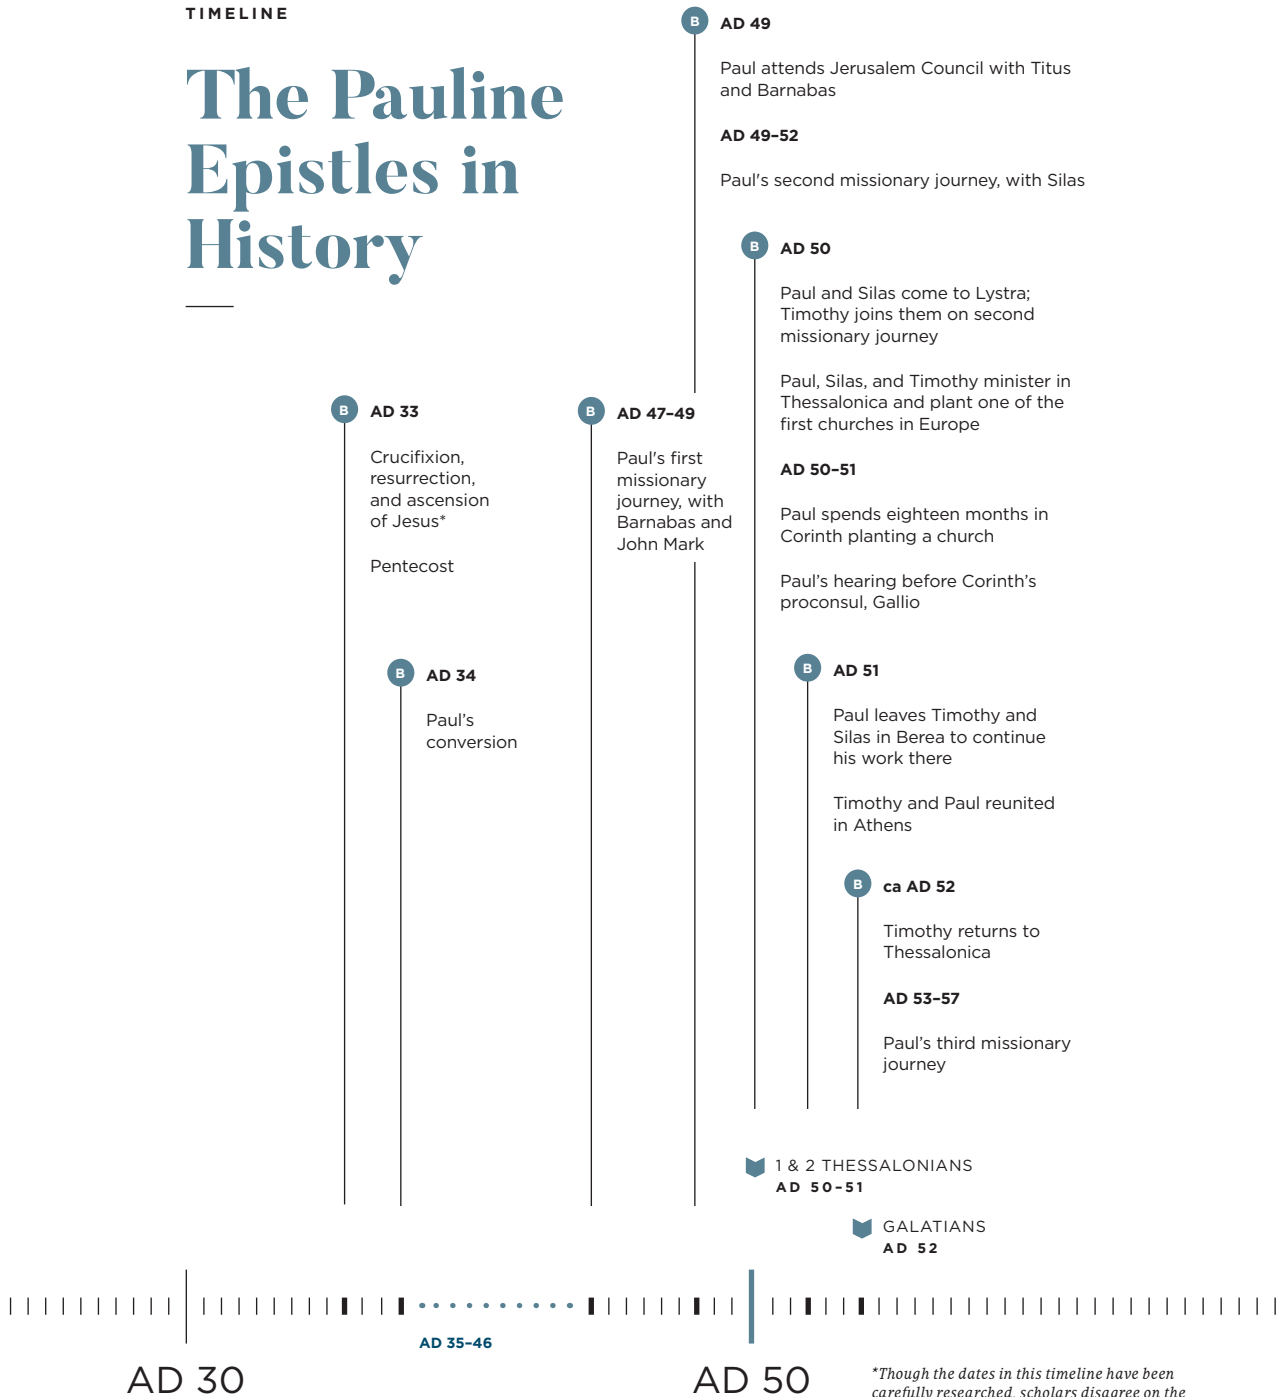 TIMELINE
The Pauline
Epistles in
History
B AD 33
Crucifixion,
resurrection,
and ascension
of Jesus*
Pentecost
B AD 34
Paul’s
conversion
B AD 47–49
Paul's first
missionary
journey, with
Barnabas and
John Mark
B AD 49
Paul attends Jerusalem Council with Titus
and Barnabas
AD 49–52
Paul's second missionary journey, with Silas
B AD 50
Paul and Silas come to Lystra;
Timothy joins them on second
missionary journey
Paul, Silas, and Timothy minister in
Thessalonica and plant one of the
first churches in Europe
AD 50–51
Paul spends eighteen months in
Corinth planting a church
Paul’s hearing before Corinth’s
proconsul, Gallio
B AD 51
Paul leaves Timothy and
Silas in Berea to continue
his work there
Timothy and Paul reunited
in Athens
B ca AD 52
Timothy returns to
Thessalonica
AD 53–57
Paul’s third missionary
journey
1 & 2 THESSALONIANS
AD 50–51
GALATIANS
AD 52
AD 35–46
AD 30
AD 50
*Though the dates in this timeline have been
carefully researched, scholars disagree on the